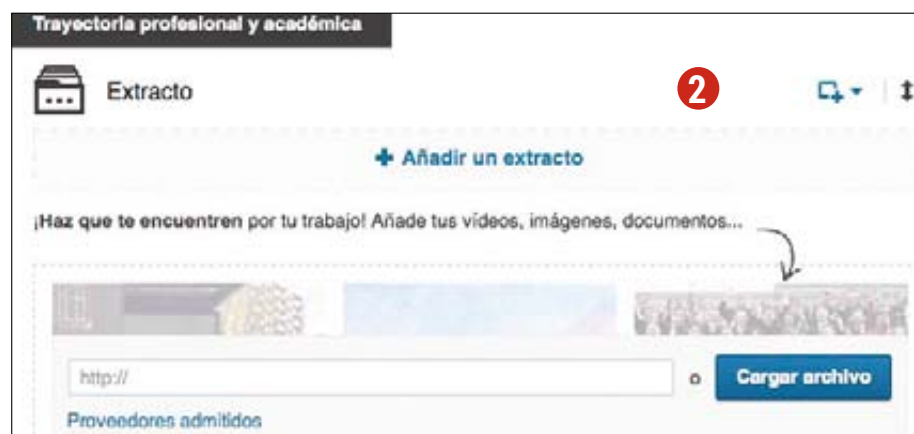 Trayectoria profesional y académica
Extracto
2
+ Añadir un extracto
¡Haz que te encuentren por tu trabajo! Añade tus vídeos, imágenes, documentos...
http://
o
Cargar archivo
Proveedores admitidos